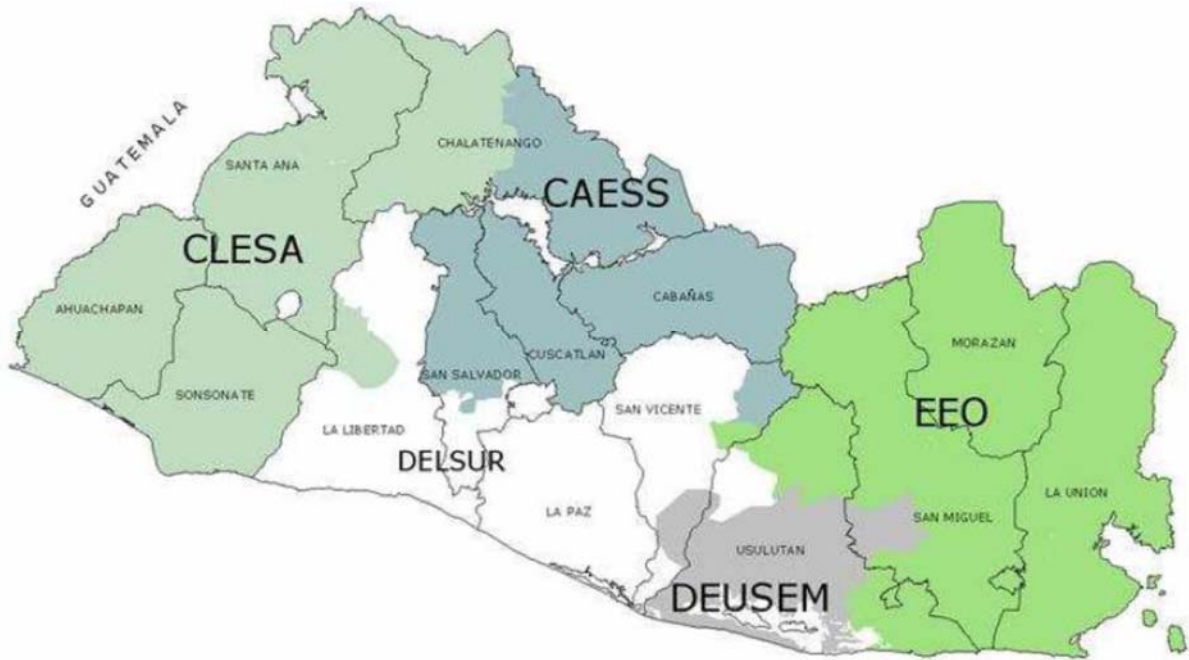 GUATEMALA
CHALATENANGO
SANTA ANA
CAESS
CLESA
CABAÑAS
AHUACHAPAN
MORAZAN
CUSCATLAN
SAN SALVADOR
SONSONATE
SAN VICENTE
EEO
LA LIBERTAD
DELSUR
LA UNION
LA PAZ
SAN MIGUEL
USULUTAN
DEUSEM